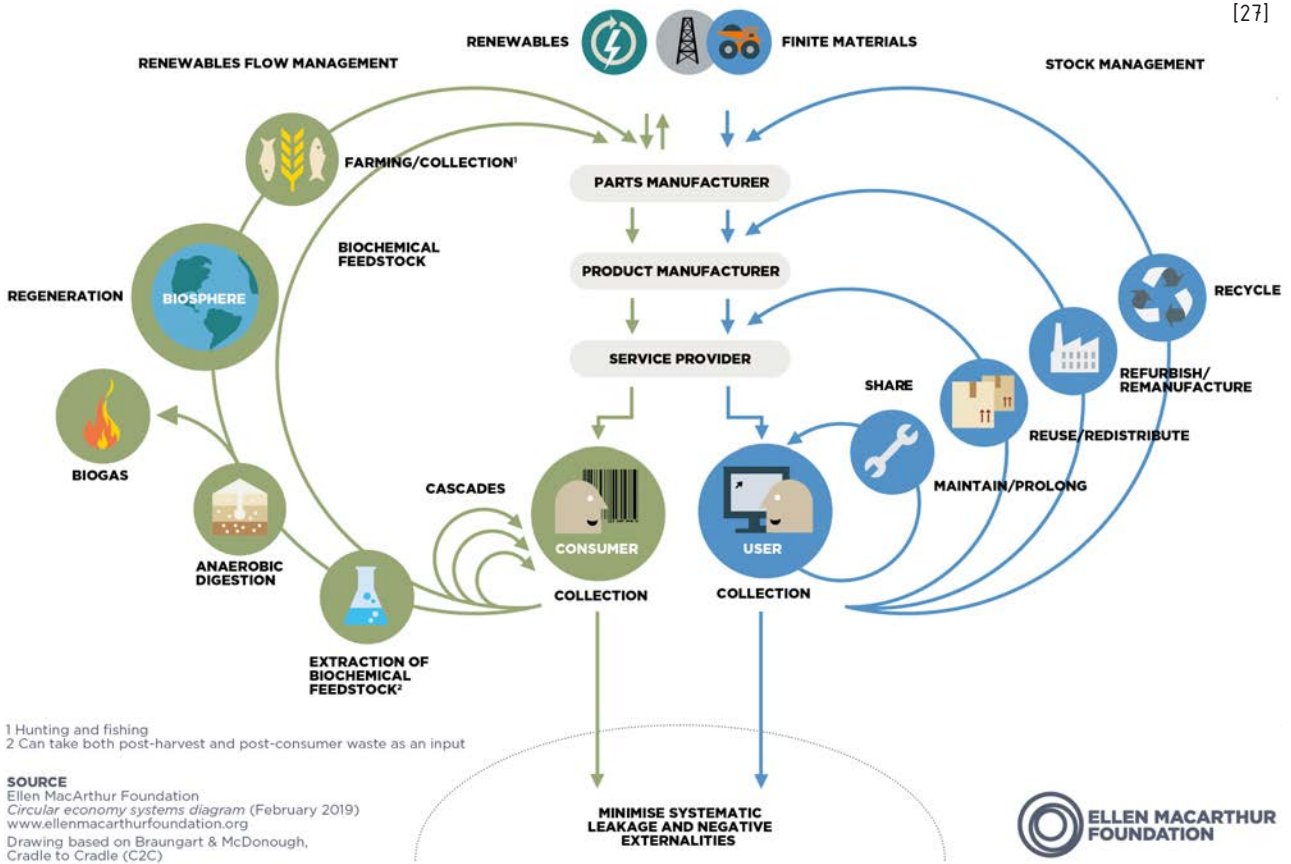 [27]
RENEWABLES
FINITE MATERIALS
RENEWABLES FLOW MANAGEMENT
STOCK MANAGEMENT
FARMING/COLLECTION¹
PARTS MANUFACTURER
BIOCHEMICAL
FEEDSTOCK
PRODUCT MANUFACTURER
REGENERATION
BIOSPHERE
RECYCLE
SERVICE PROVIDER
SHARE
REFURBISH/
REMANUFACTURE
REUSE/REDISTRIBUTE
BIOGAS
CASCADES
MAINTAIN/PROLONG
CONSUMER
USER
ANAEROBIC
DIGESTION
COLLECTION
COLLECTION
EXTRACTION OF
BIOCHEMICAL
FEEDSTOCK²
1 Hunting and fishing
2 Can take both post-harvest and post-consumer waste as an input
SOURCE
Ellen MacArthur Foundation
Circular economy systems diagram (February 2019)
www.ellenmacarthurfoundation.org
Drawing based on Braungart & McDonough,
Cradle to Cradle (C2C)
MINIMISE SYSTEMATIC
LEAKAGE AND NEGATIVE
EXTERNALITIES
ELLEN MACARTHUR
FOUNDATION